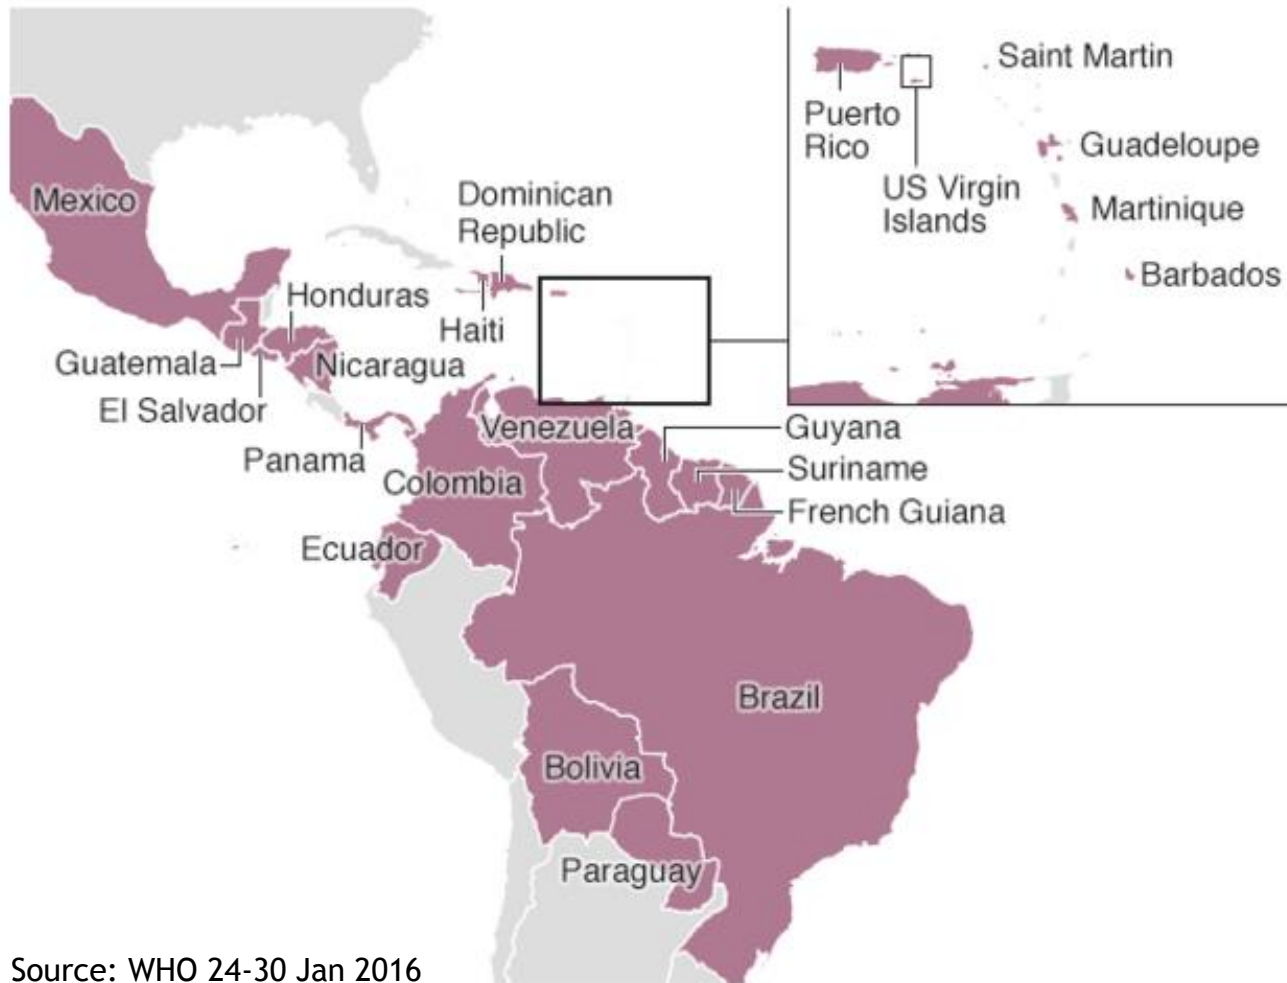 Saint Martin
Puerto
Rico
Guadeloupe
US Virgin
Islands
Martinique
Barbados
Mexico
Dominican
Republic
Honduras
Haiti
Guatemala
Nicaragua
El Salvador
Panama
Venezuela
Guyana
Colombia
Suriname
French Guiana
Ecuador
Brazil
Bolivia
Paraguay
Source: WHO 24-30 Jan 2016